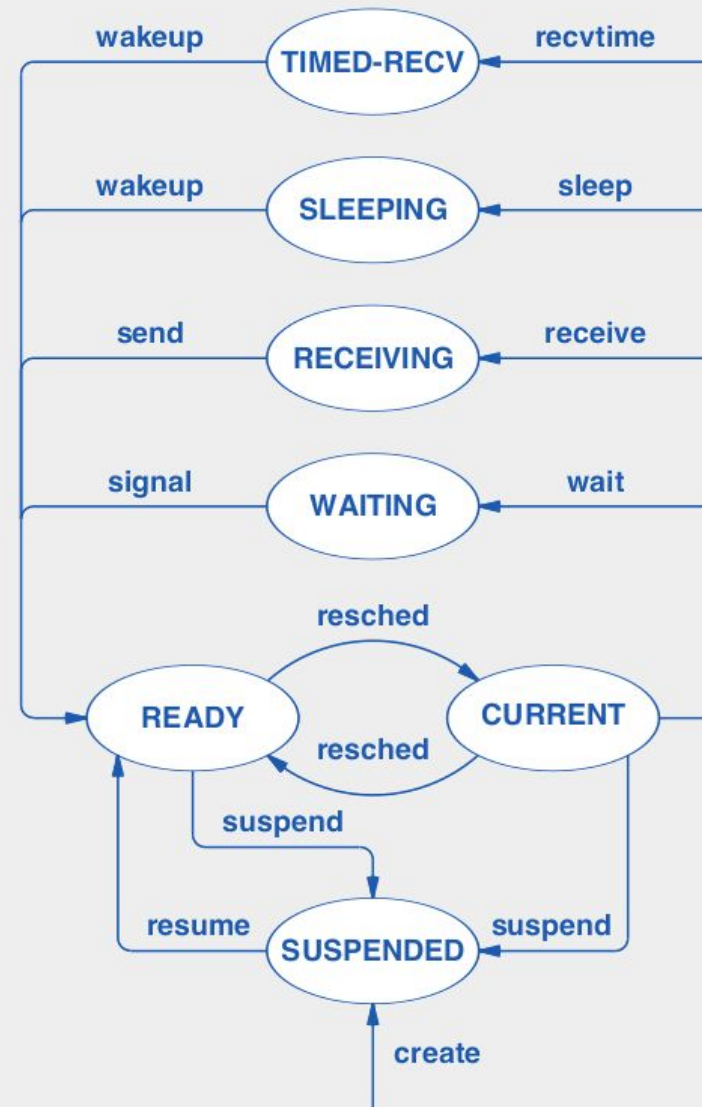 wakeup
TIMED-RECV
recvtime
wakeup
SLEEPING
sleep
send
RECEIVING
receive
signal
WAITING
wait
resched
READY
CURRENT
resched
suspend
resume
SUSPENDED
suspend
create